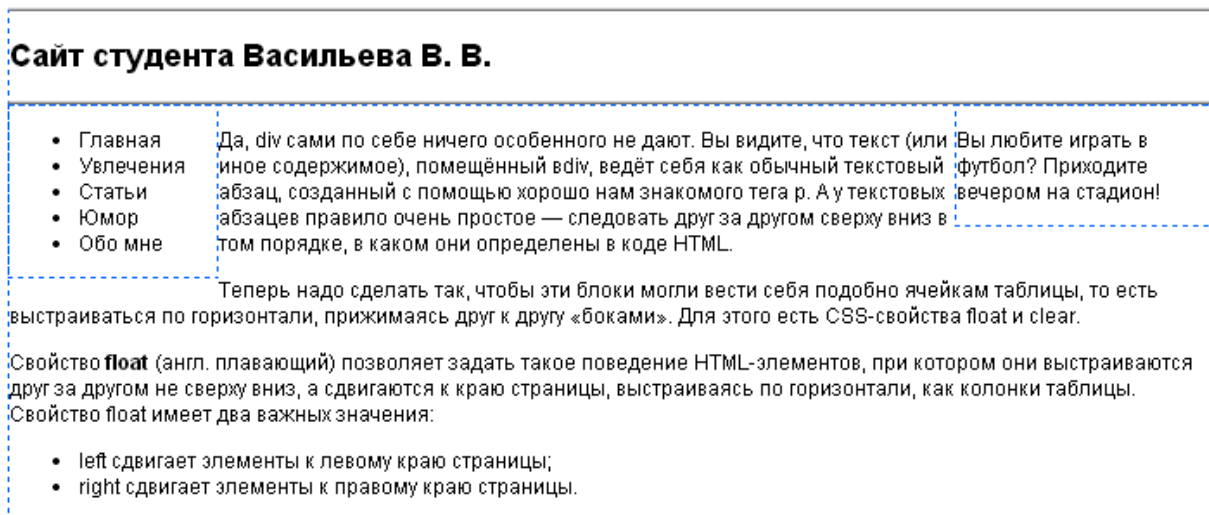 Сайт студента Васильева В. В.
• Главная
• Увлечения
• Статьи
• Юмор
• Обо мне
Да, div сами по себе ничего особенного не дают. Вы видите, что текст (или
иное содержимое), помещённый вdiv, ведёт себя как обычный текстовый
абзац, созданный с помощью хорошо нам знакомого тега p. А у текстовых
абзацев правило очень простое — следовать друг за другом сверху вниз в
том порядке, в каком они определены в коде HTML.
Вы любите играть в
футбол? Приходите
вечером на стадион!
Теперь надо сделать так, чтобы эти блоки могли вести себя подобно ячейкам таблицы, то есть
выстраиваться по горизонтали, прижимаясь друг к другу «боками». Для этого есть CSS-свойства float и clear.
Свойство float (англ. плавающий) позволяет задать такое поведение HTML-элементов, при котором они выстраиваются
друг за другом не сверху вниз, а сдвигаются к краю страницы, выстраиваясь по горизонтали, как колонки таблицы.
Свойство float имеет два важных значения:
• left сдвигает элементы к левому краю страницы;
• right сдвигает элементы к правому краю страницы.